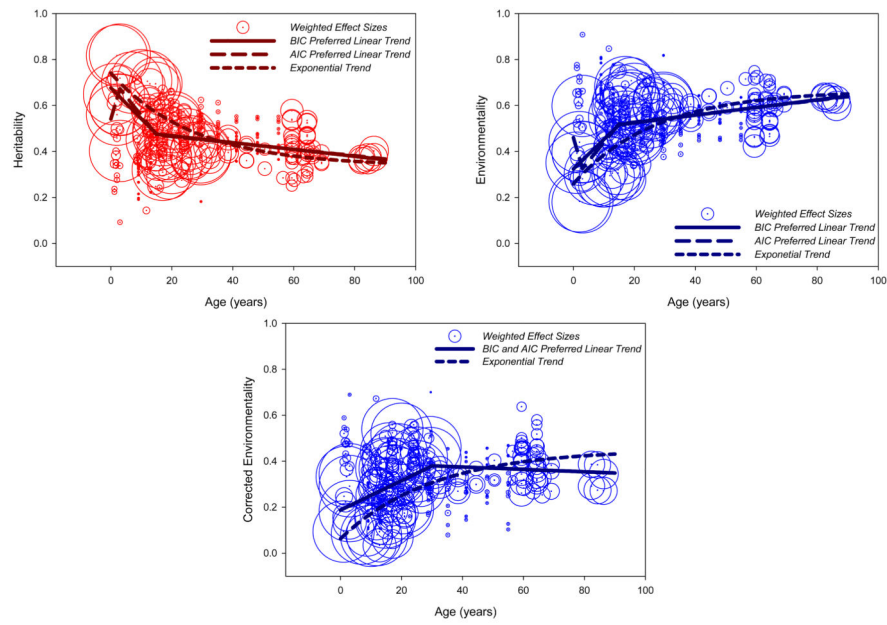 1.0
0.8
0.6
0.4
0.2
0.0
Heritability
Weighted Effect Sizes
BIC Preferred Linear Trend
AIC Preferred Linear Trend
Exponential Trend
0 20 40 60 80 100
Age (years)
1.0
0.8
0.6
0.4
0.2
0.0
Environmentality
Weighted Effect Sizes
BIC Preferred Linear Trend
AIC Preferred Linear Trend
Exponetial Trend
0 20 40 60 80 100
Age (years)
1.0
0.8
0.6
0.4
0.2
0.0
Corrected Environmentality
Weighted Effect Sizes
BIC and AIC Preferred Linear Trend
Exponential Trend
0 20 40 60 80 100
Age (years)